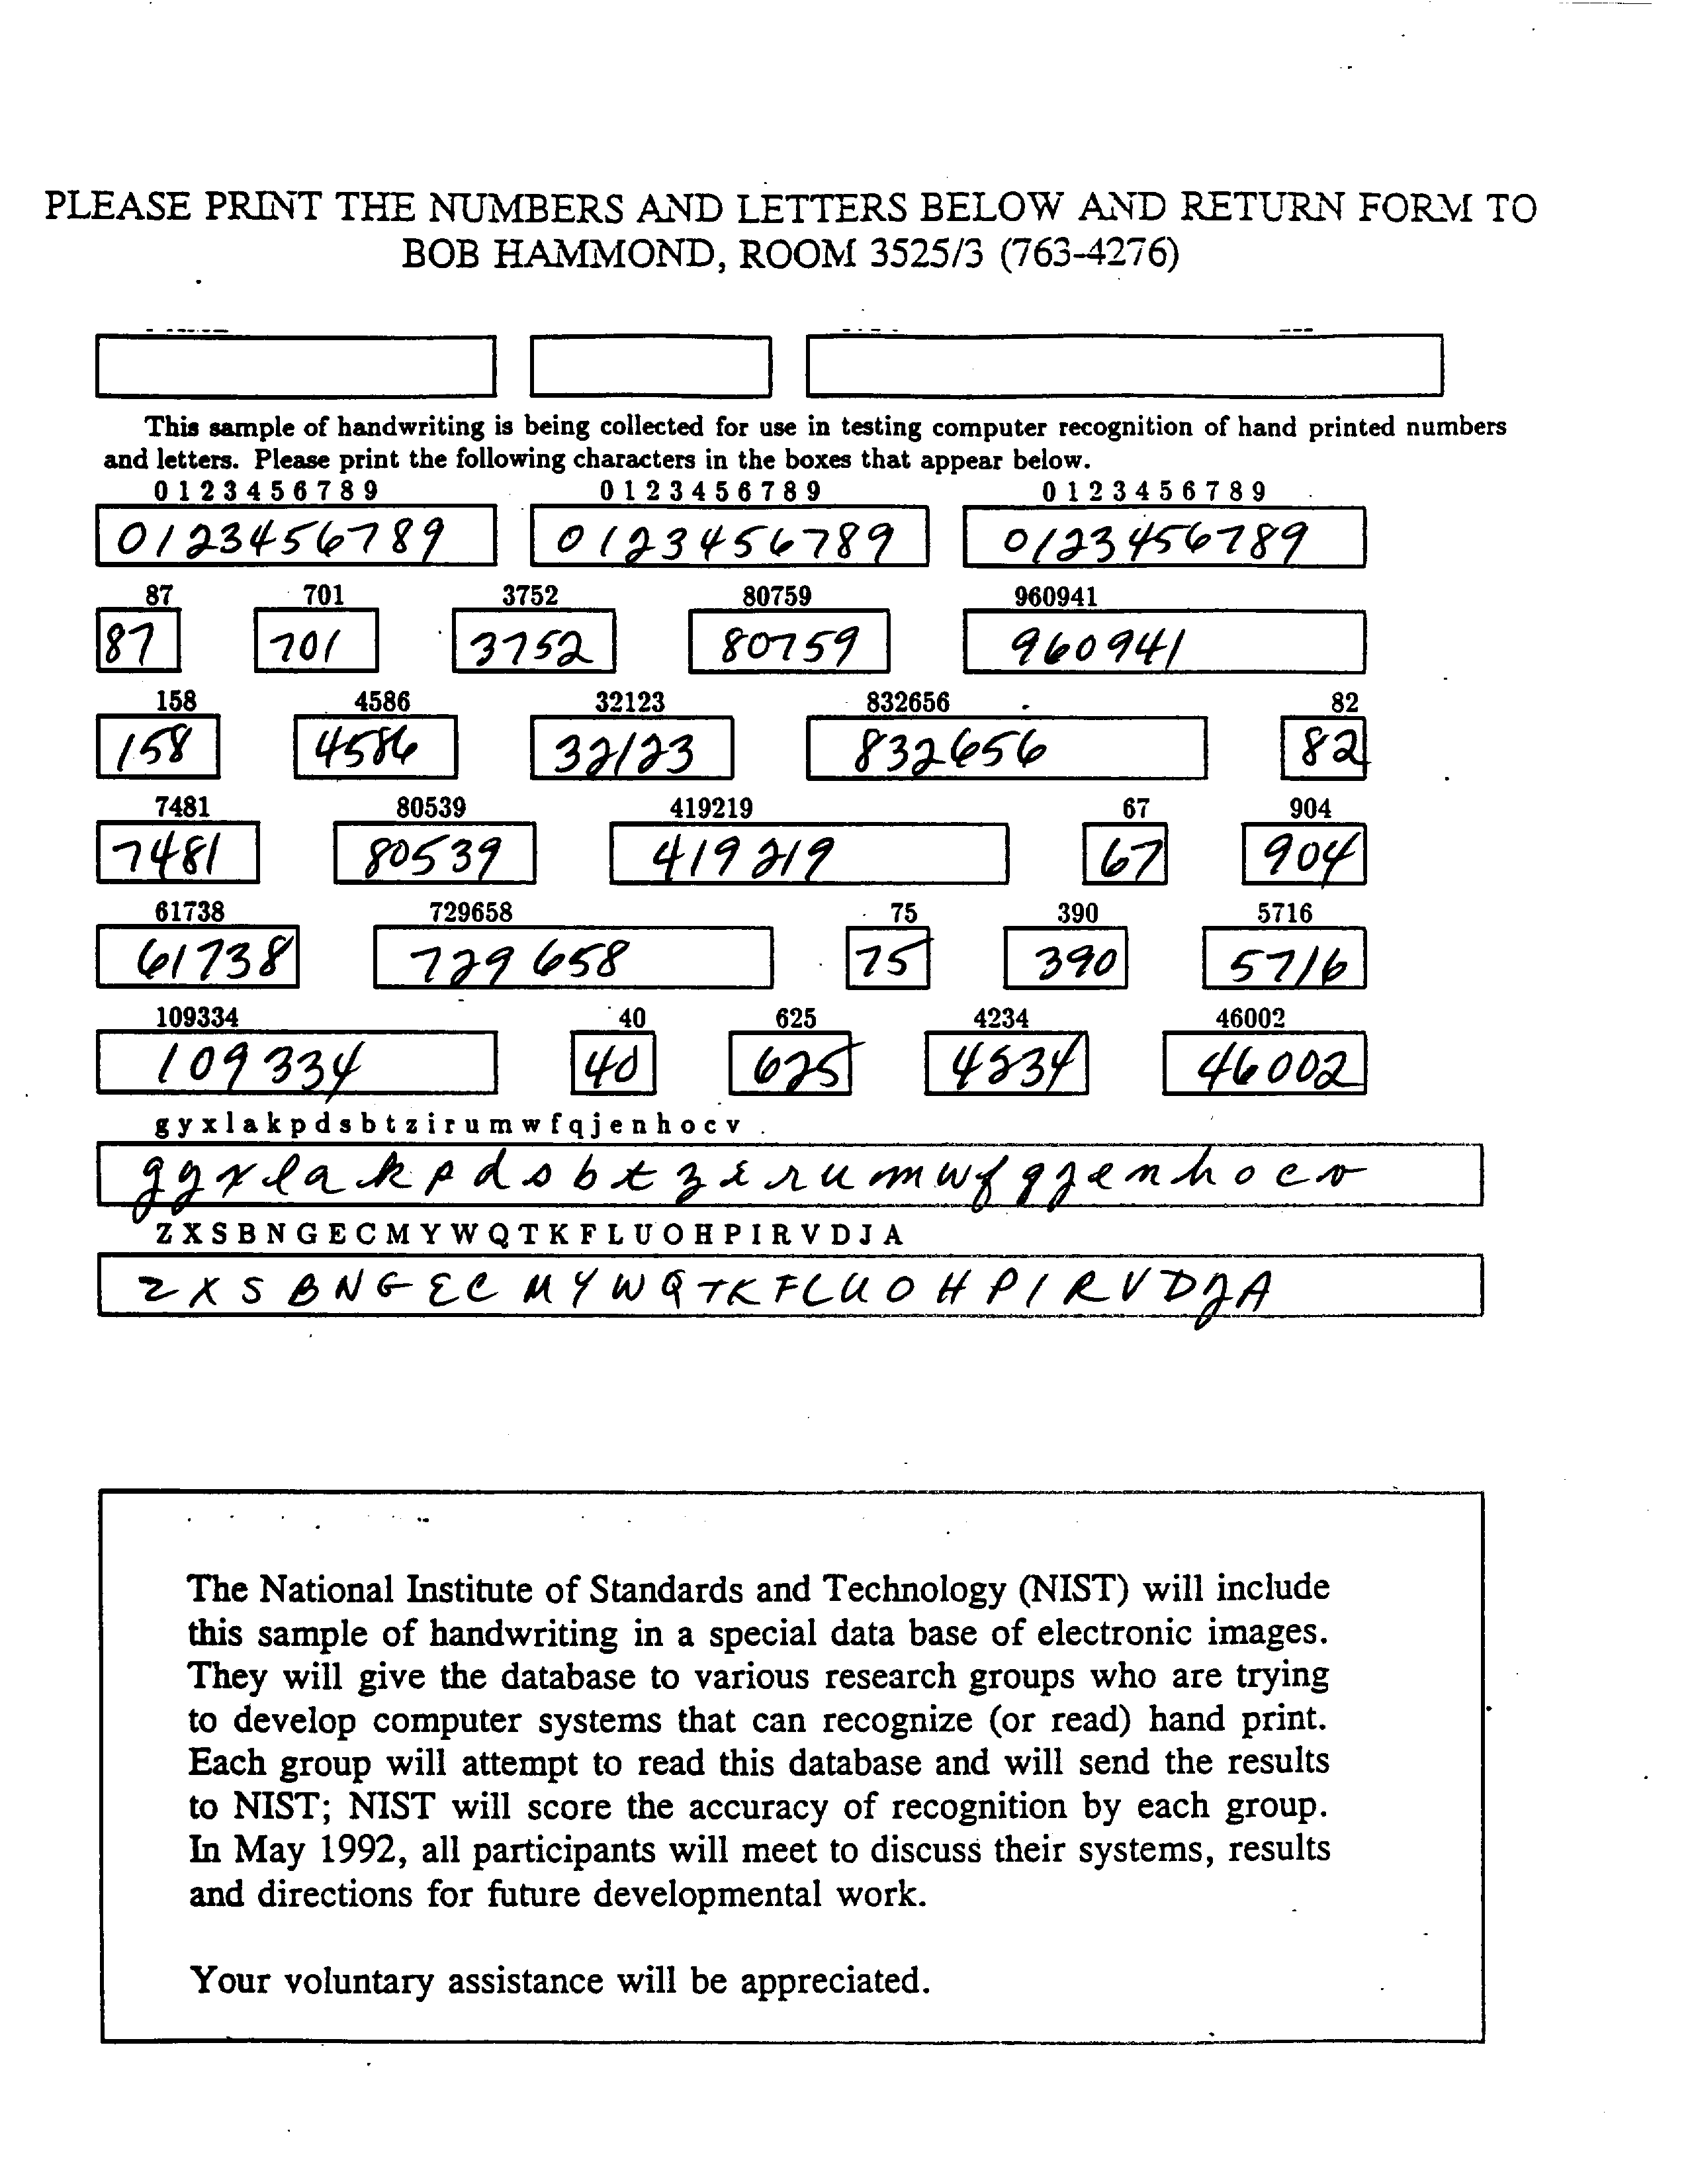 PLEASE PRINT THE NUMBERS AND LETTERS BELOW AND RETURN FORM TO
BOB HAMMOND, ROOM 3525/3 (763-4276)
This sample of handwriting is being collected for use in testing computer recognition of hand printed numbers
and letters. Please print the following characters in the boxes that appear below.
0 1 2 3 4 5 6 7 8 9 0 1 2 3 4 5 6 7 8 9 0 1 2 3 4 5 6 7 8 9
0123456789 0123456789 0123456789
87 701 3752 80759 960941
87 701 3752 80759 960941
158 4586 32123 832656 82
158 4586 32123 832656 82
7481 80539 419219 67 904
7481 80539 419219 67 904
61738 729658 75 390 5716
61738 729658 75 390 5716
109334 40 625 4234 46002
109334 40 625 4234 46002
g y x l a k p d s b t z i r u m w f q j e n h o c v
g y x l a k p d s b t z i r u m w f q j e n h o c v
Z X S B N G E C M Y W Q T K F L U O H P I R V D J A
Z X S B N G E C M Y W Q T K F L U O H P I R V D J A
The National Institute of Standards and Technology (NIST) will include
this sample of handwriting in a special data base of electronic images.
They will give the database to various research groups who are trying
to develop computer systems that can recognize (or read) hand print.
Each group will attempt to read this database and will send the results
to NIST; NIST will score the accuracy of recognition by each group.
In May 1992, all participants will meet to discuss their systems, results
and directions for future developmental work.
Your voluntary assistance will be appreciated.